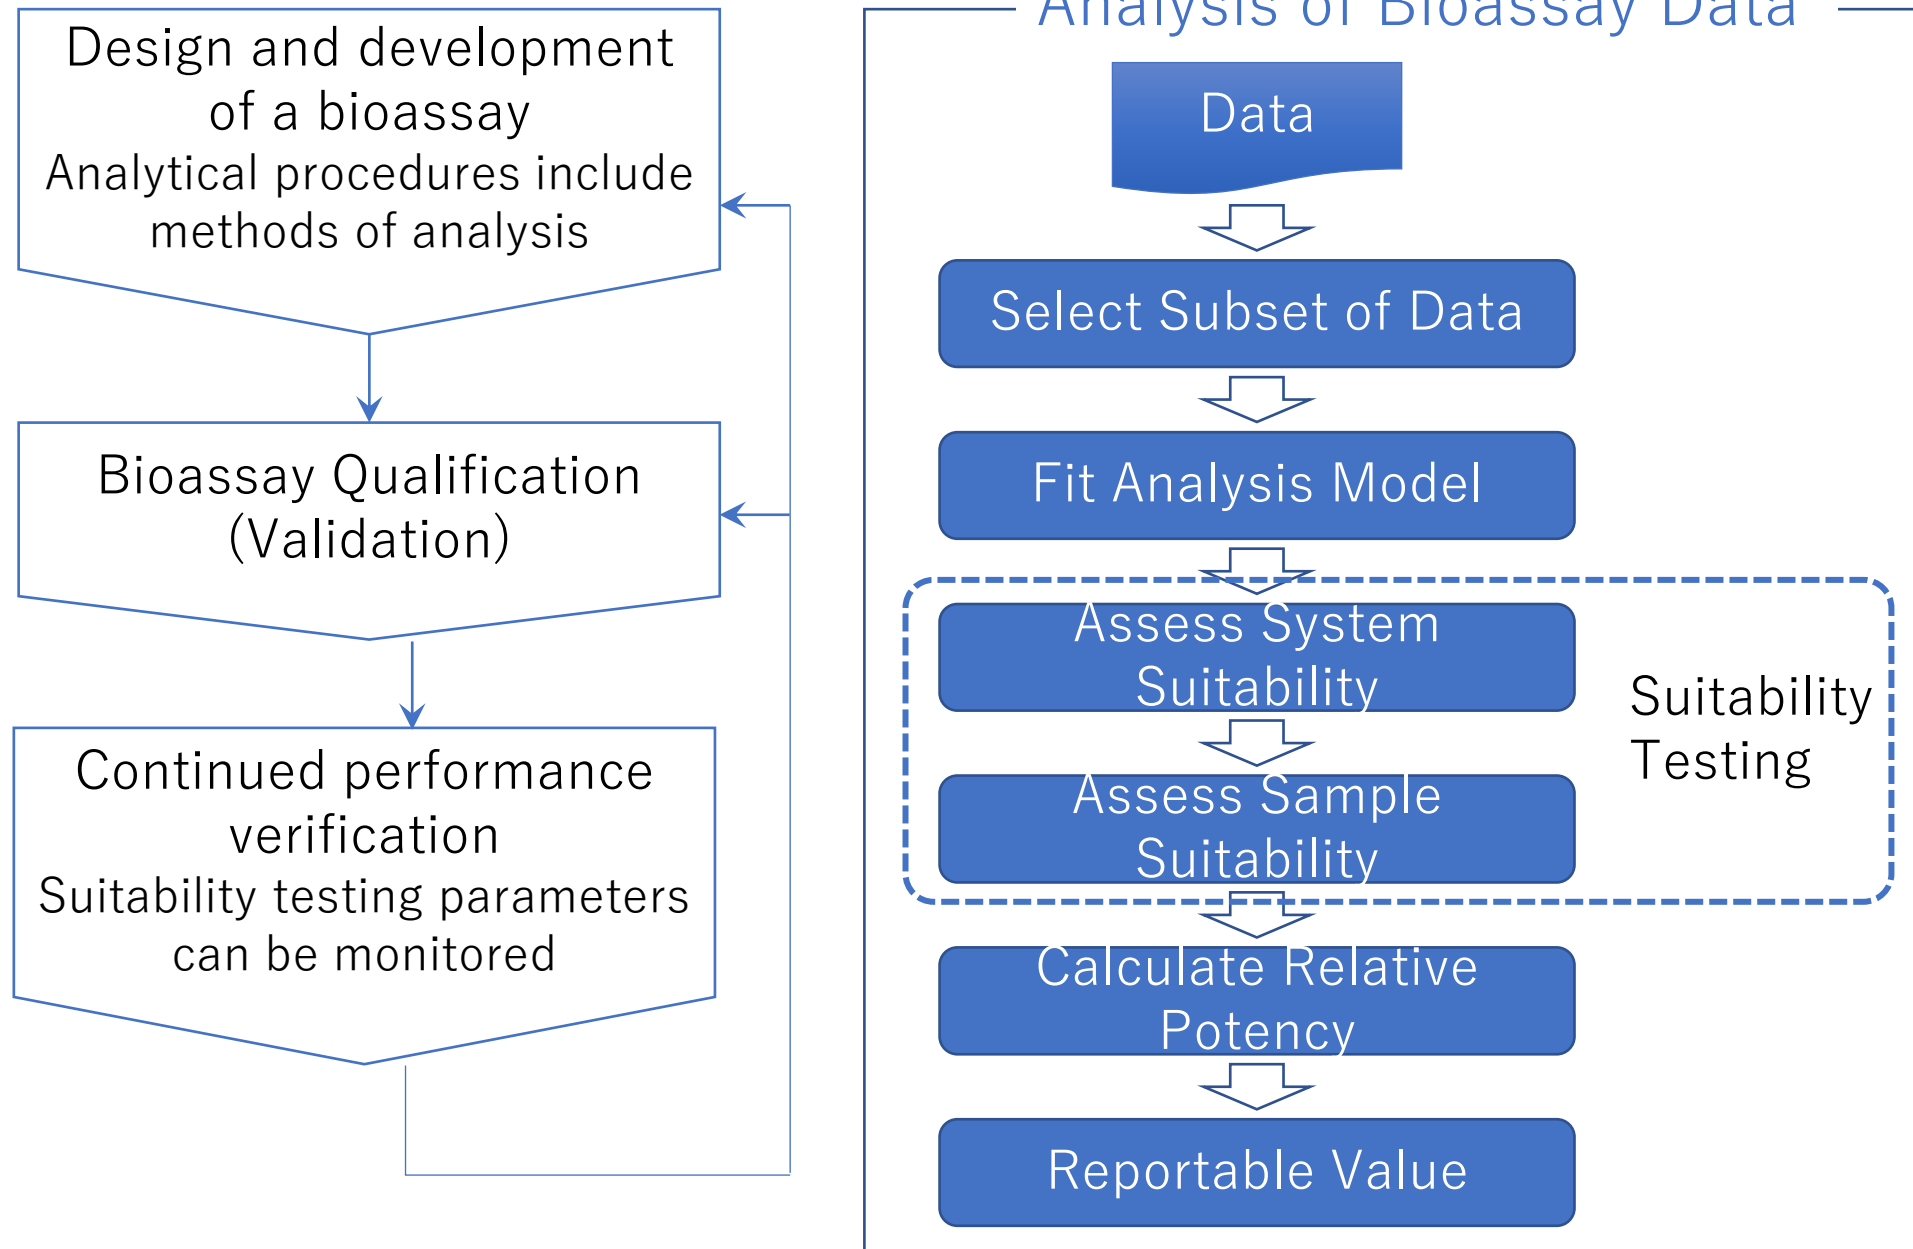 Design and development
of a bioassay
Analytical procedures include
methods of analysis
Bioassay Qualification
(Validation)
Continued performance
verification
Suitability testing parameters
can be monitored
Analysis of Bioassay Data
Data
Select Subset of Data
Fit Analysis Model
Assess System
Suitability
Assess Sample
Suitability
Suitability
Testing
Calculate Relative
Potency
Reportable Value